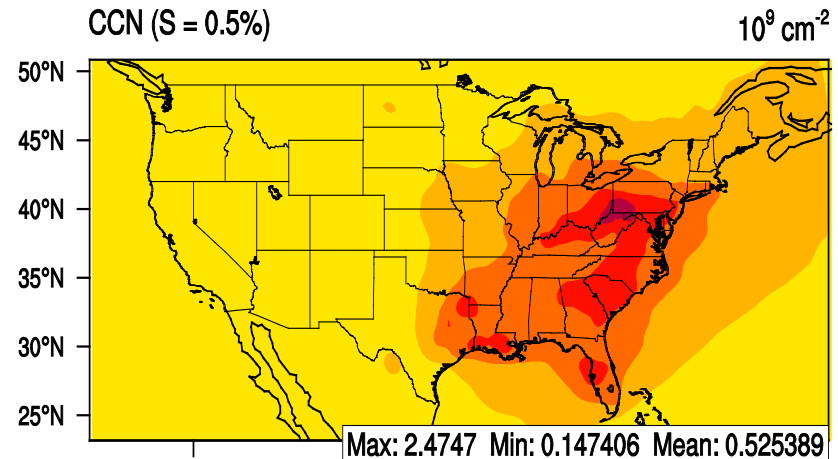 CCN (S = 0.5%) 10⁹ cm⁻²
50°N
45°N
40°N
35°N
30°N
25°N
Max: 2.4747 Min: 0.147406 Mean: 0.525389